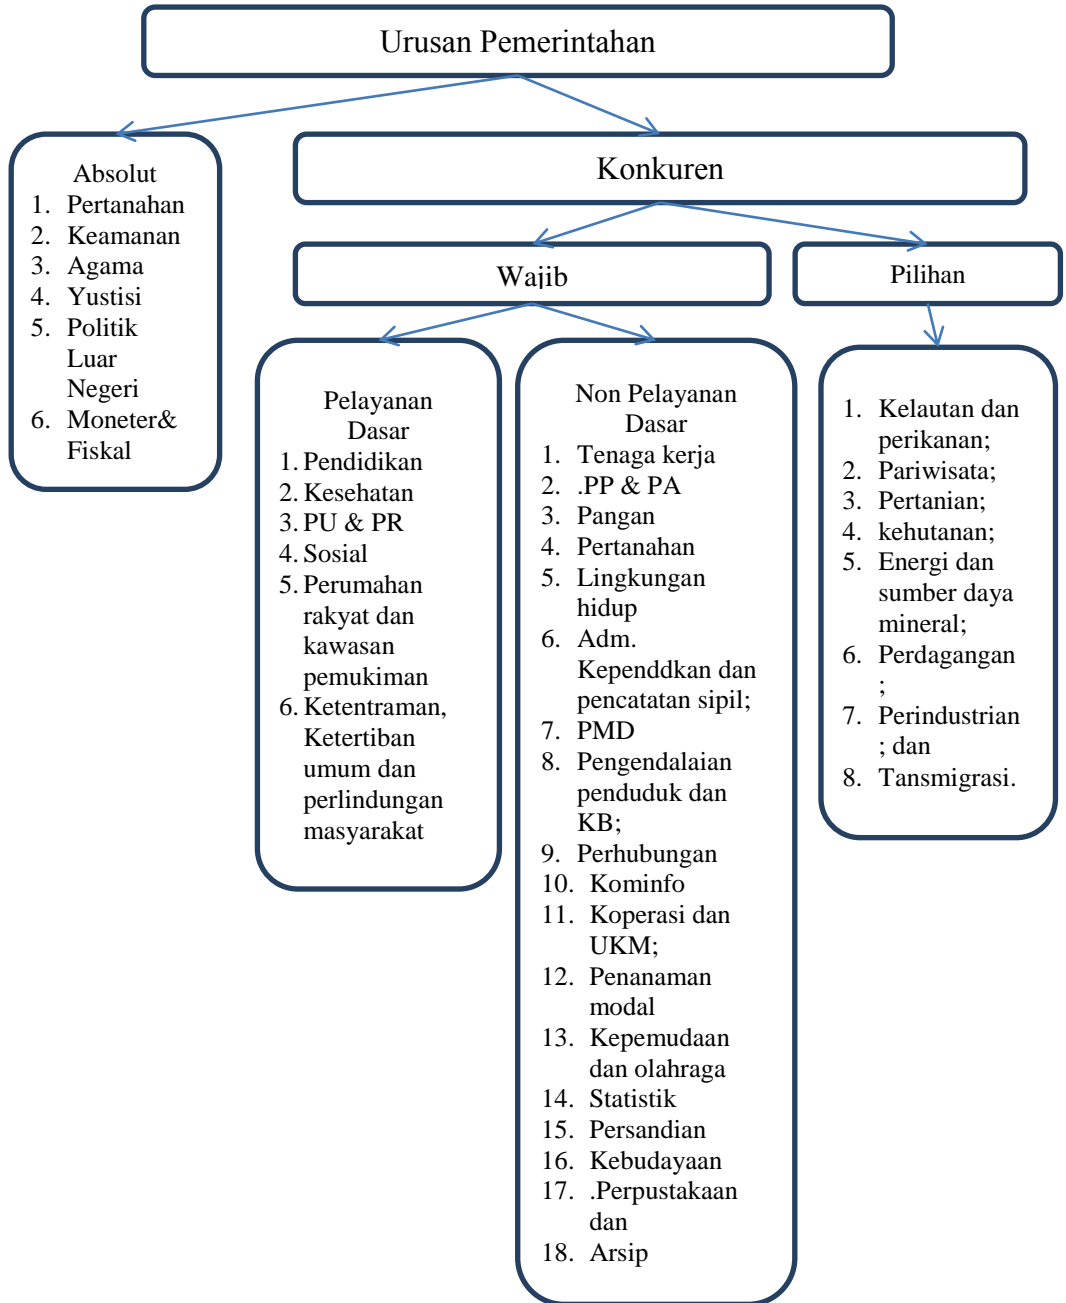 Urusan Pemerintahan
Absolut
1. Pertanahan
2. Keamanan
3. Agama
4. Yustisi
5. Politik
Luar
Negeri
6. Moneter&
Fiskal
Konkuren
Wajib
Pilihan
Pelayanan
Dasar
1. Pendidikan
2. Kesehatan
3. PU & PR
4. Sosial
5. Perumahan
rakyat dan
kawasan
pemukiman
6. Ketentraman,
Ketertiban
umum dan
perlindungan
masyarakat
Non Pelayanan
Dasar
1. Tenaga kerja
2. .PP & PA
3. Pangan
4. Pertanahan
5. Lingkungan
hidup
6. Adm.
Kependdkan dan
pencatatan sipil;
7. PMD
8. Pengendalaian
penduduk dan
KB;
9. Perhubungan
10. Kominfo
11. Koperasi dan
UKM;
12. Penanaman
modal
13. Kepemudaan
dan olahraga
14. Statistik
15. Persandian
16. Kebudayaan
17. .Perpustakaan
dan
18. Arsip
1. Kelautan dan
perikanan;
2. Pariwisata;
3. Pertanian;
4. kehutanan;
5. Energi dan
sumber daya
mineral;
6. Perdagangan
;
7. Perindustrian
; dan
8. Tansmigrasi.